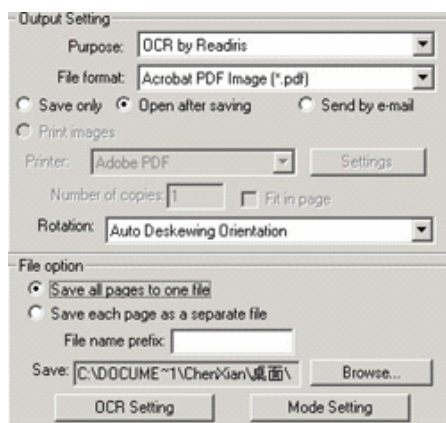 Output Setting
Purpose: OCR by Readiris
File format: Acrobat PDF Image (*.pdf)
Save only Open after saving Send by e-mail
Print images
Printer: Adobe PDF Settings
Number of copies: 1 Fit in page
Rotation: Auto Deskewing Orientation
File option
Save all pages to one file
Save each page as a separate file
File name prefix:
Save: C:\DOCUME~1\ChenXian\桌面\ Browse...
OCR Setting Mode Setting